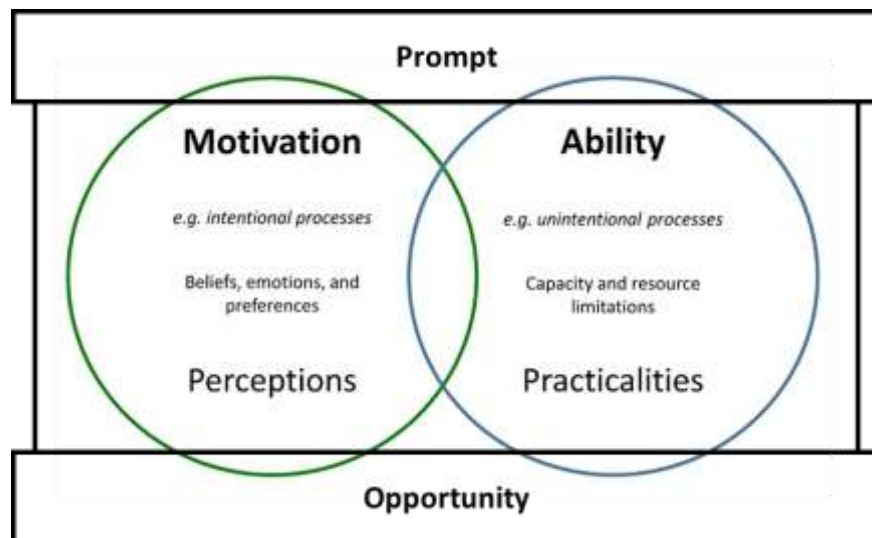 Prompt
Motivation
Ability
e.g. intentional processes
e.g. unintentional processes
Beliefs, emotions, and
preferences
Capacity and resource
limitations
Perceptions
Practicalities
Opportunity